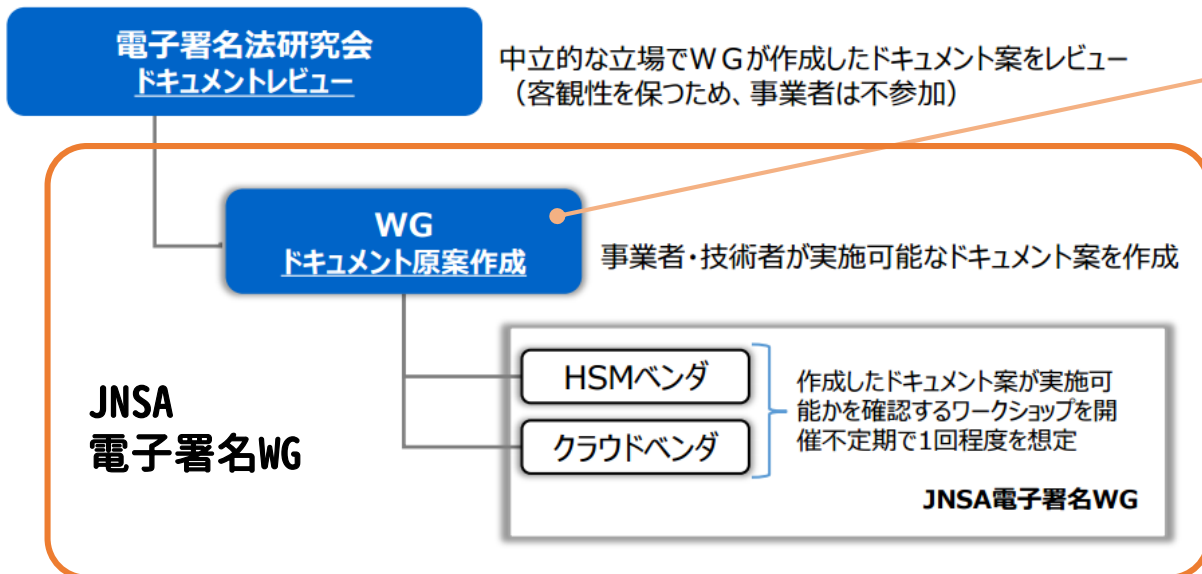 電子署名法研究会
ドキュメントレビュー
中立的な立場でWGが作成したドキュメント案をレビュー
(客観性を保つため、事業者は不参加)
WG
ドキュメント原案作成
事業者・技術者が実施可能なドキュメント案を作成
HSMベンダ
クラウドベンダ
作成したドキュメント案が実施可
能かを確認するワークショップを開
催不定期で1回程度を想定
JNSA電子署名WG
JNSA
電子署名WG